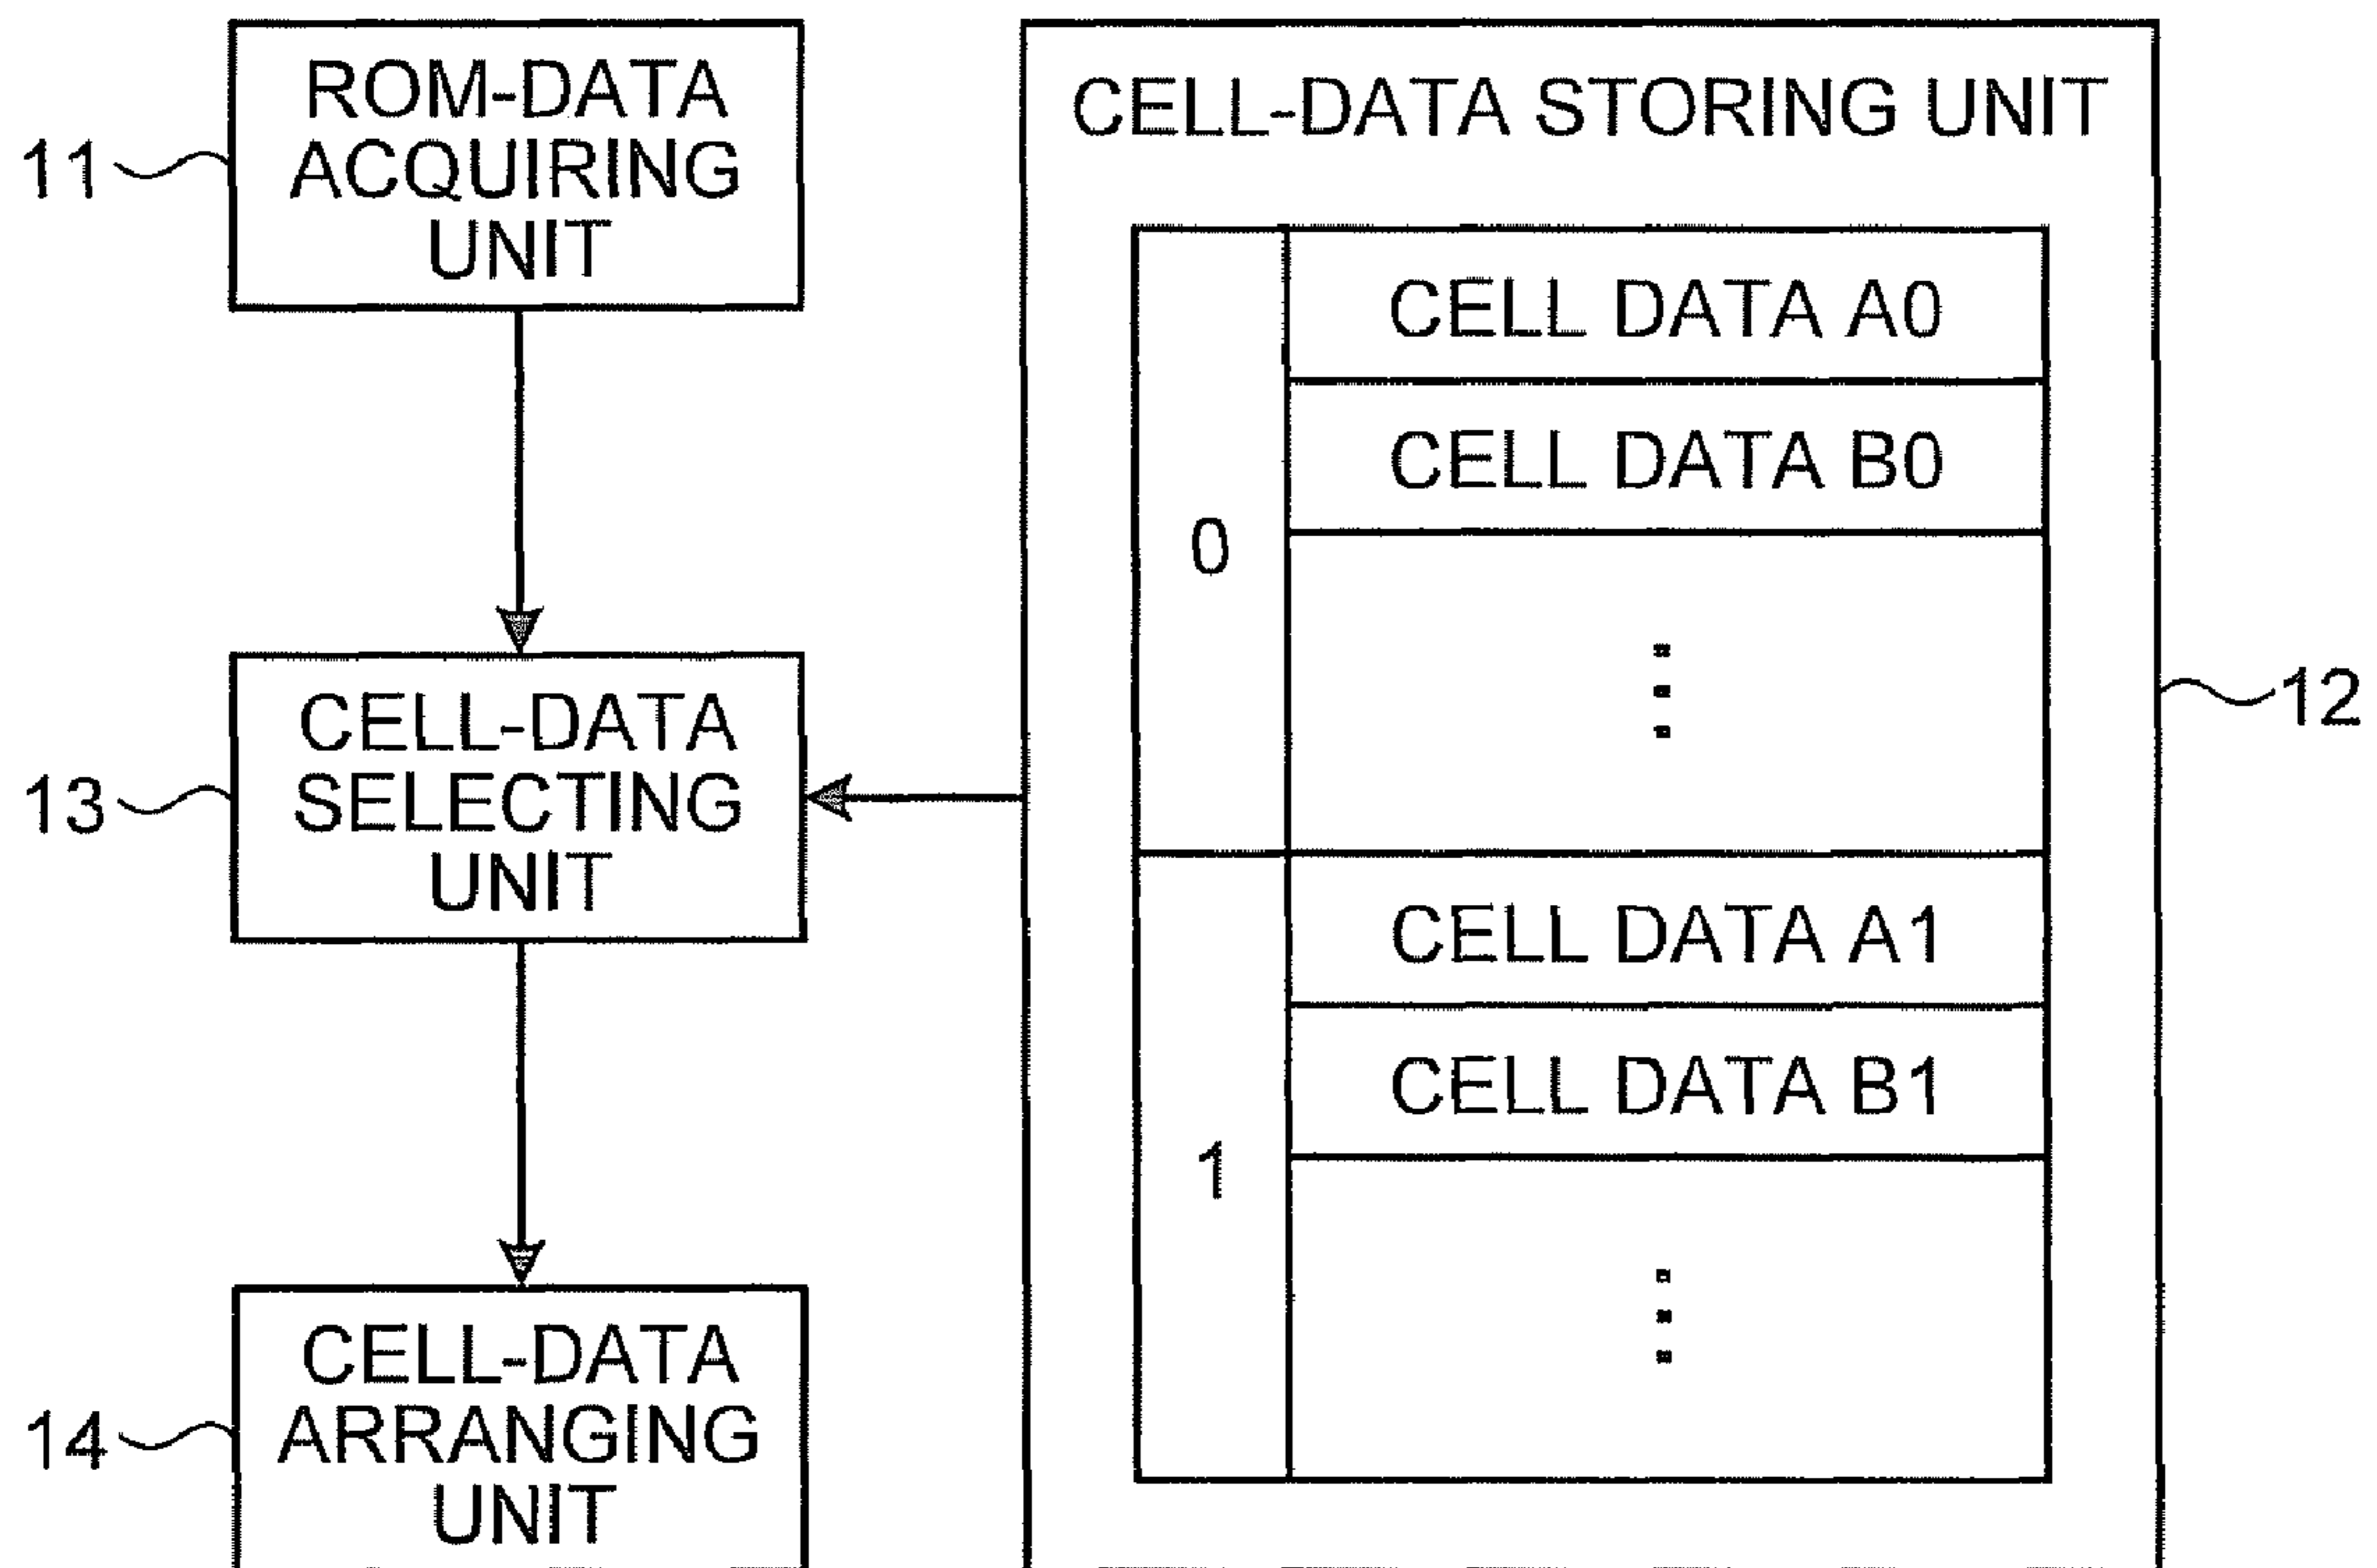 ROM-DATA
ACQUIRING
UNIT
11
CELL-DATA
SELECTING
UNIT
13
CELL-DATA
ARRANGING
UNIT
14
CELL-DATA STORING UNIT
12
0
CELL DATA A0
CELL DATA B0
1
CELL DATA A1
CELL DATA B1